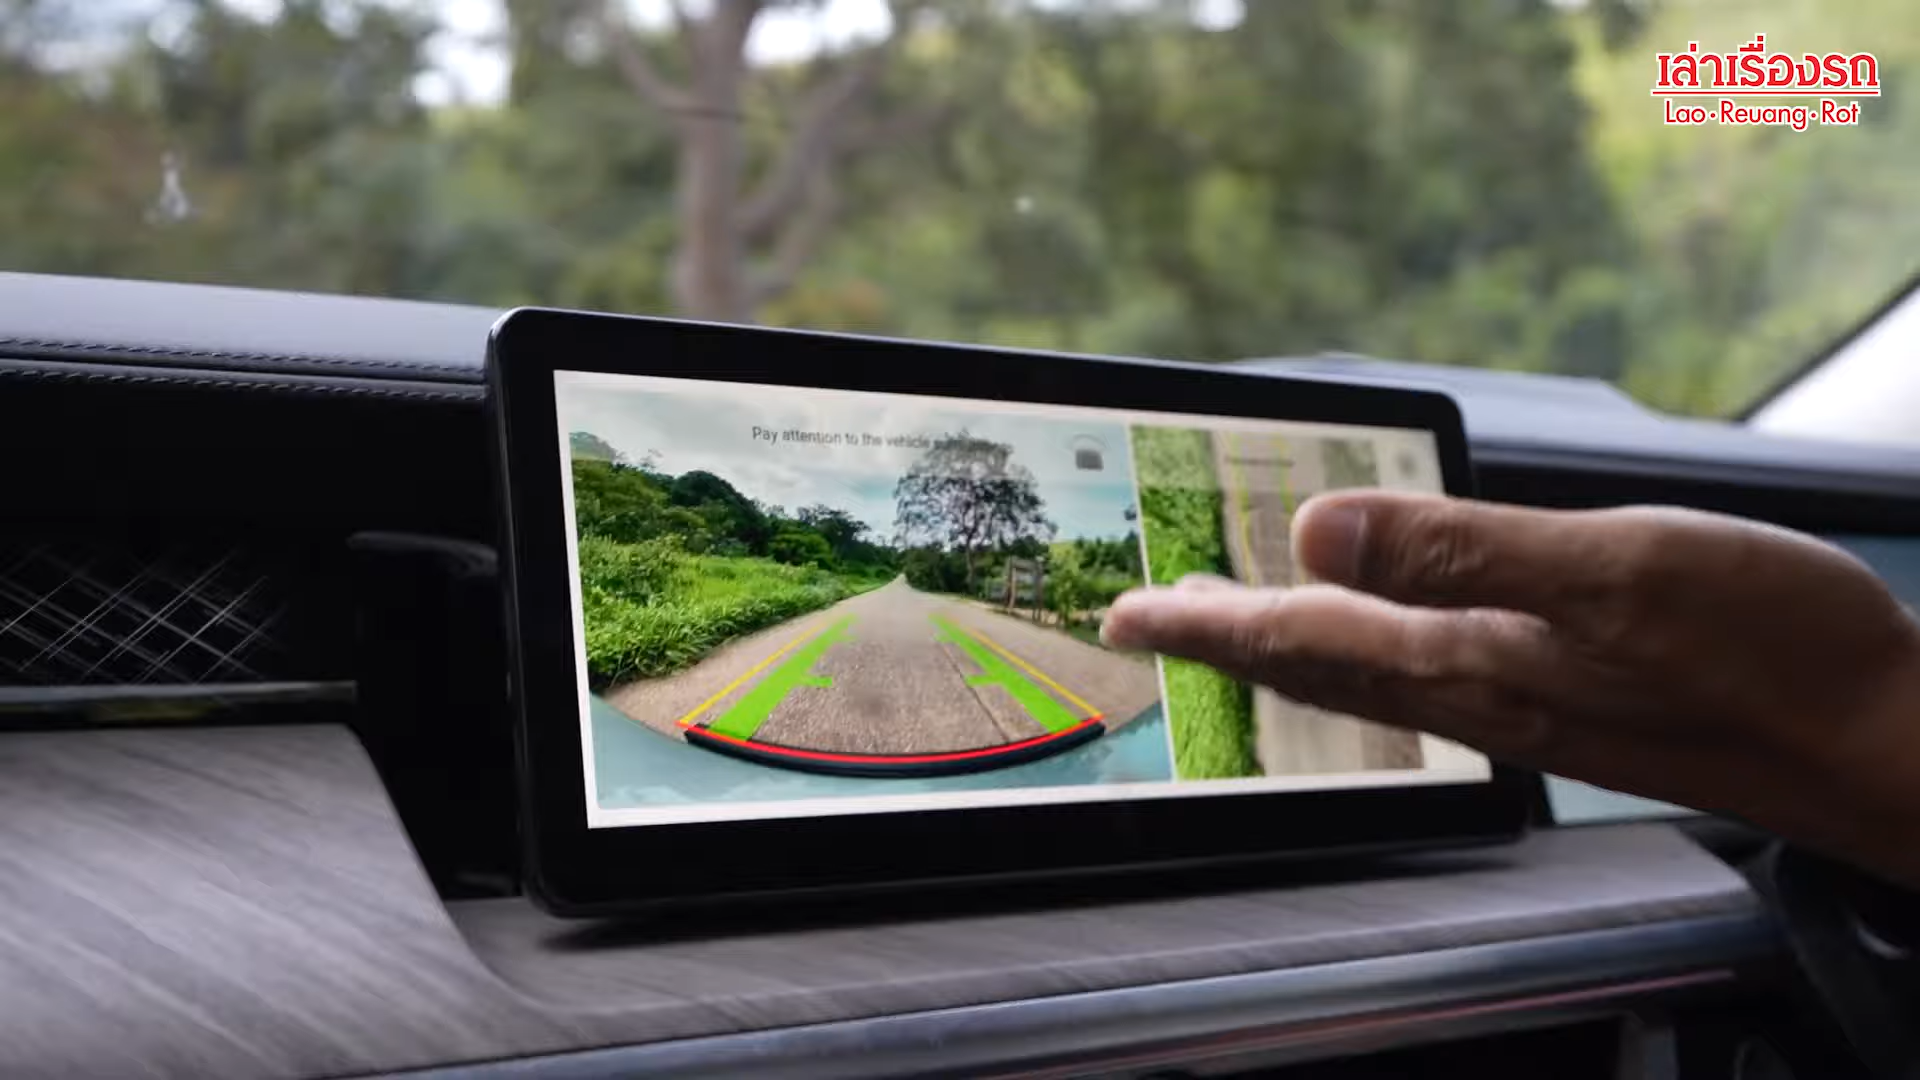 เล่าเรื่องรถ
Lao·Reuang·Rot
Pay attention to the vehicle